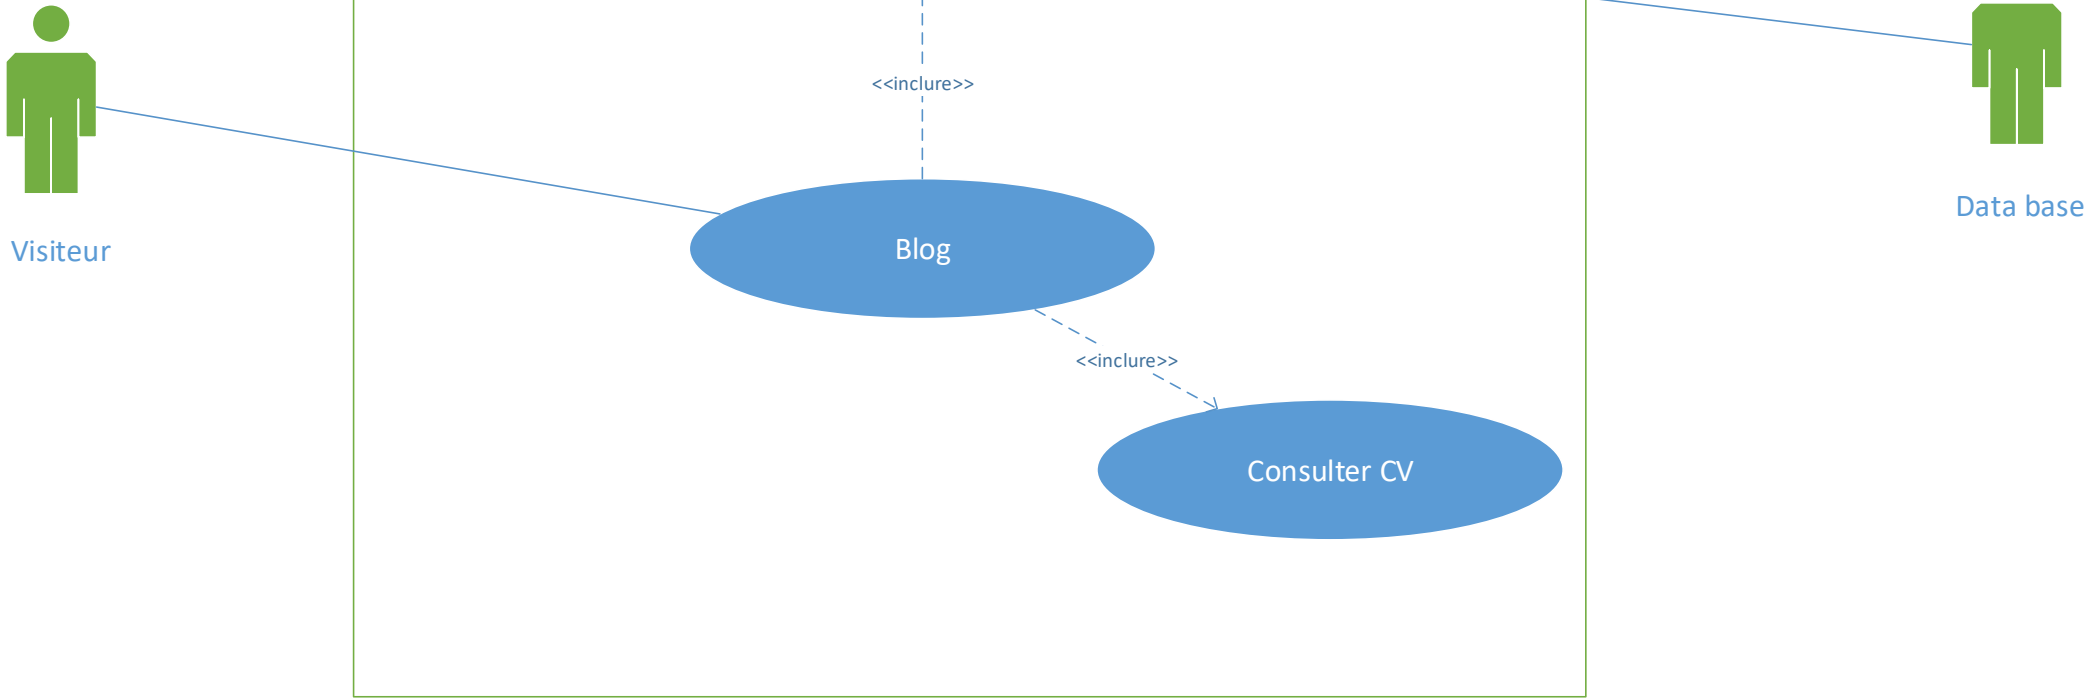 <<inclure>>
Data base
Visiteur
Blog
<<inclure>>
Consulter CV